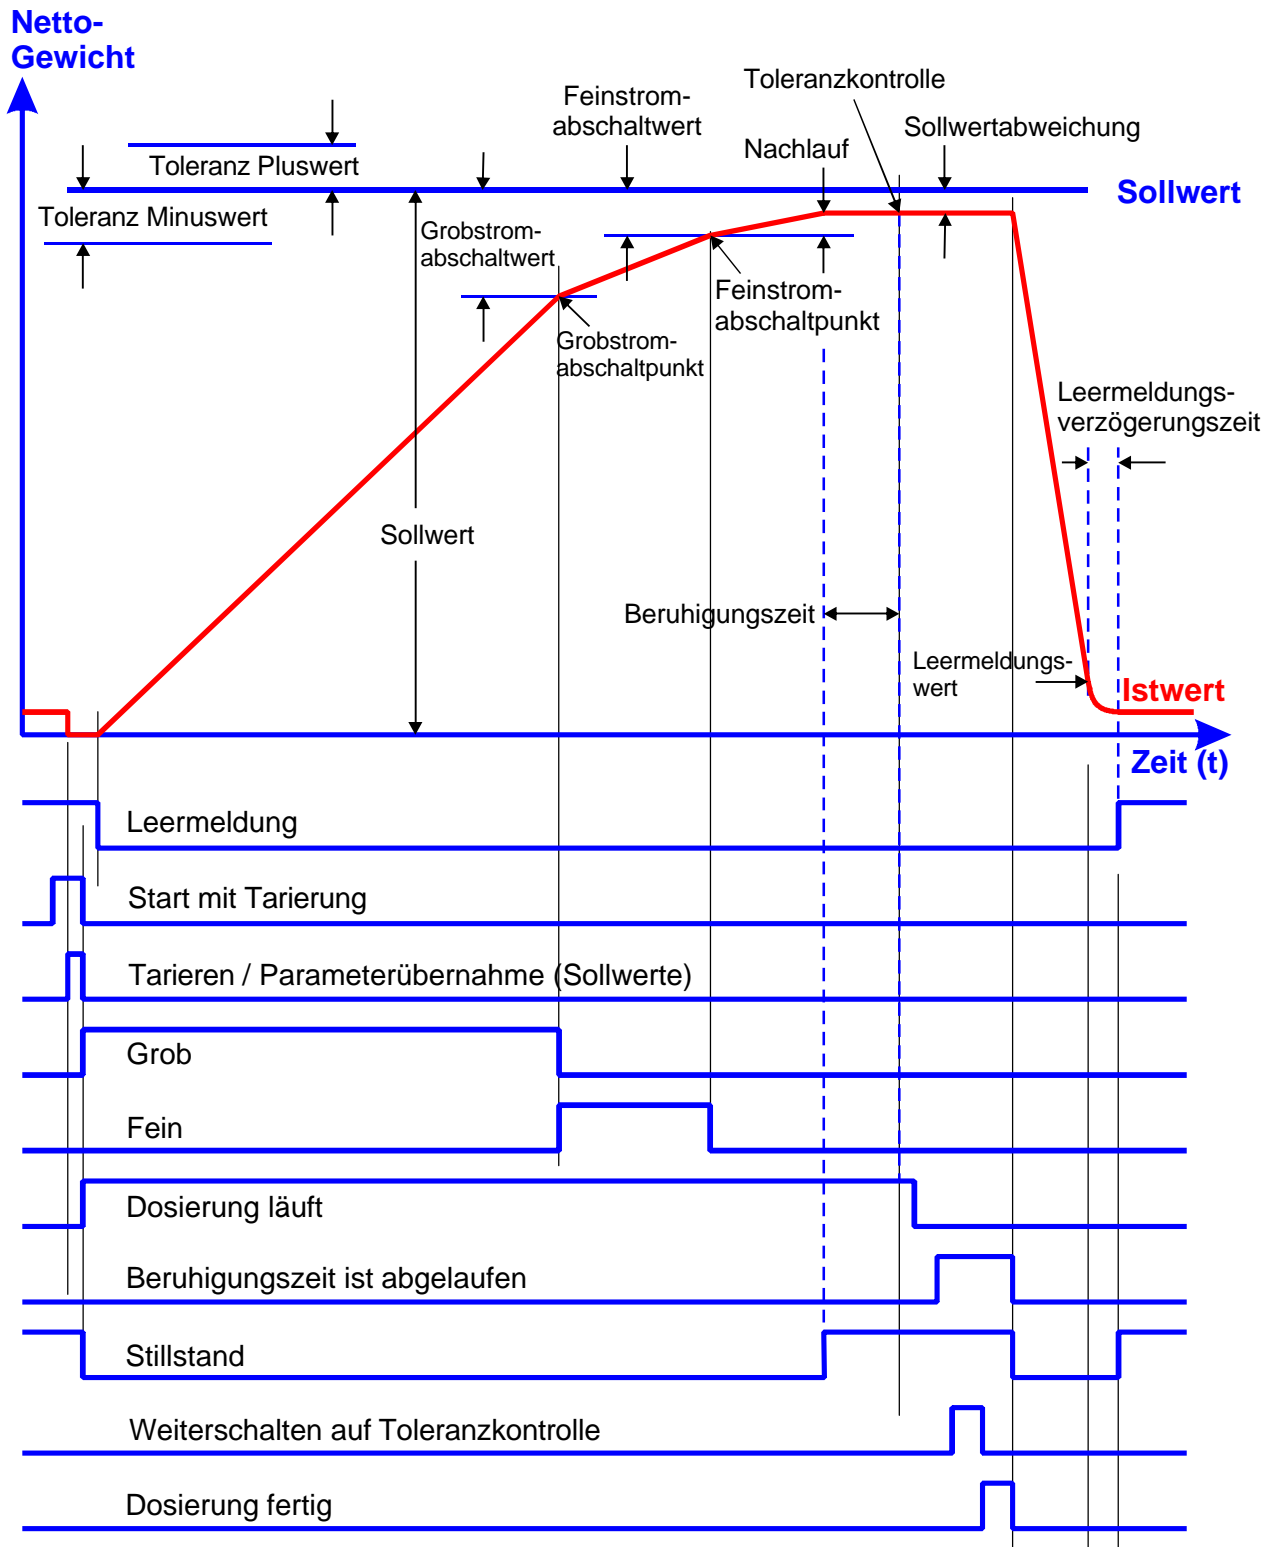 Netto-
Gewicht
Toleranz Pluswert
Toleranz Minuswert
Feinstrom-
abschaltwert
Toleranzkontrolle
Nachlauf
Sollwertabweichung
Sollwert
Grobstrom-
abschaltwert
Feinstrom-
abschaltpunkt
Grobstrom-
abschaltpunkt
Leermeldungs-
verzögerungszeit
Sollwert
Beruhigungszeit
Leermeldungs-
wert
Istwert
Zeit (t)
Leermeldung
Start mit Tarierung
Tarieren / Parameterübernahme (Sollwerte)
Grob
Fein
Dosierung läuft
Beruhigungszeit ist abgelaufen
Stillstand
Weiterschalten auf Toleranzkontrolle
Dosierung fertig